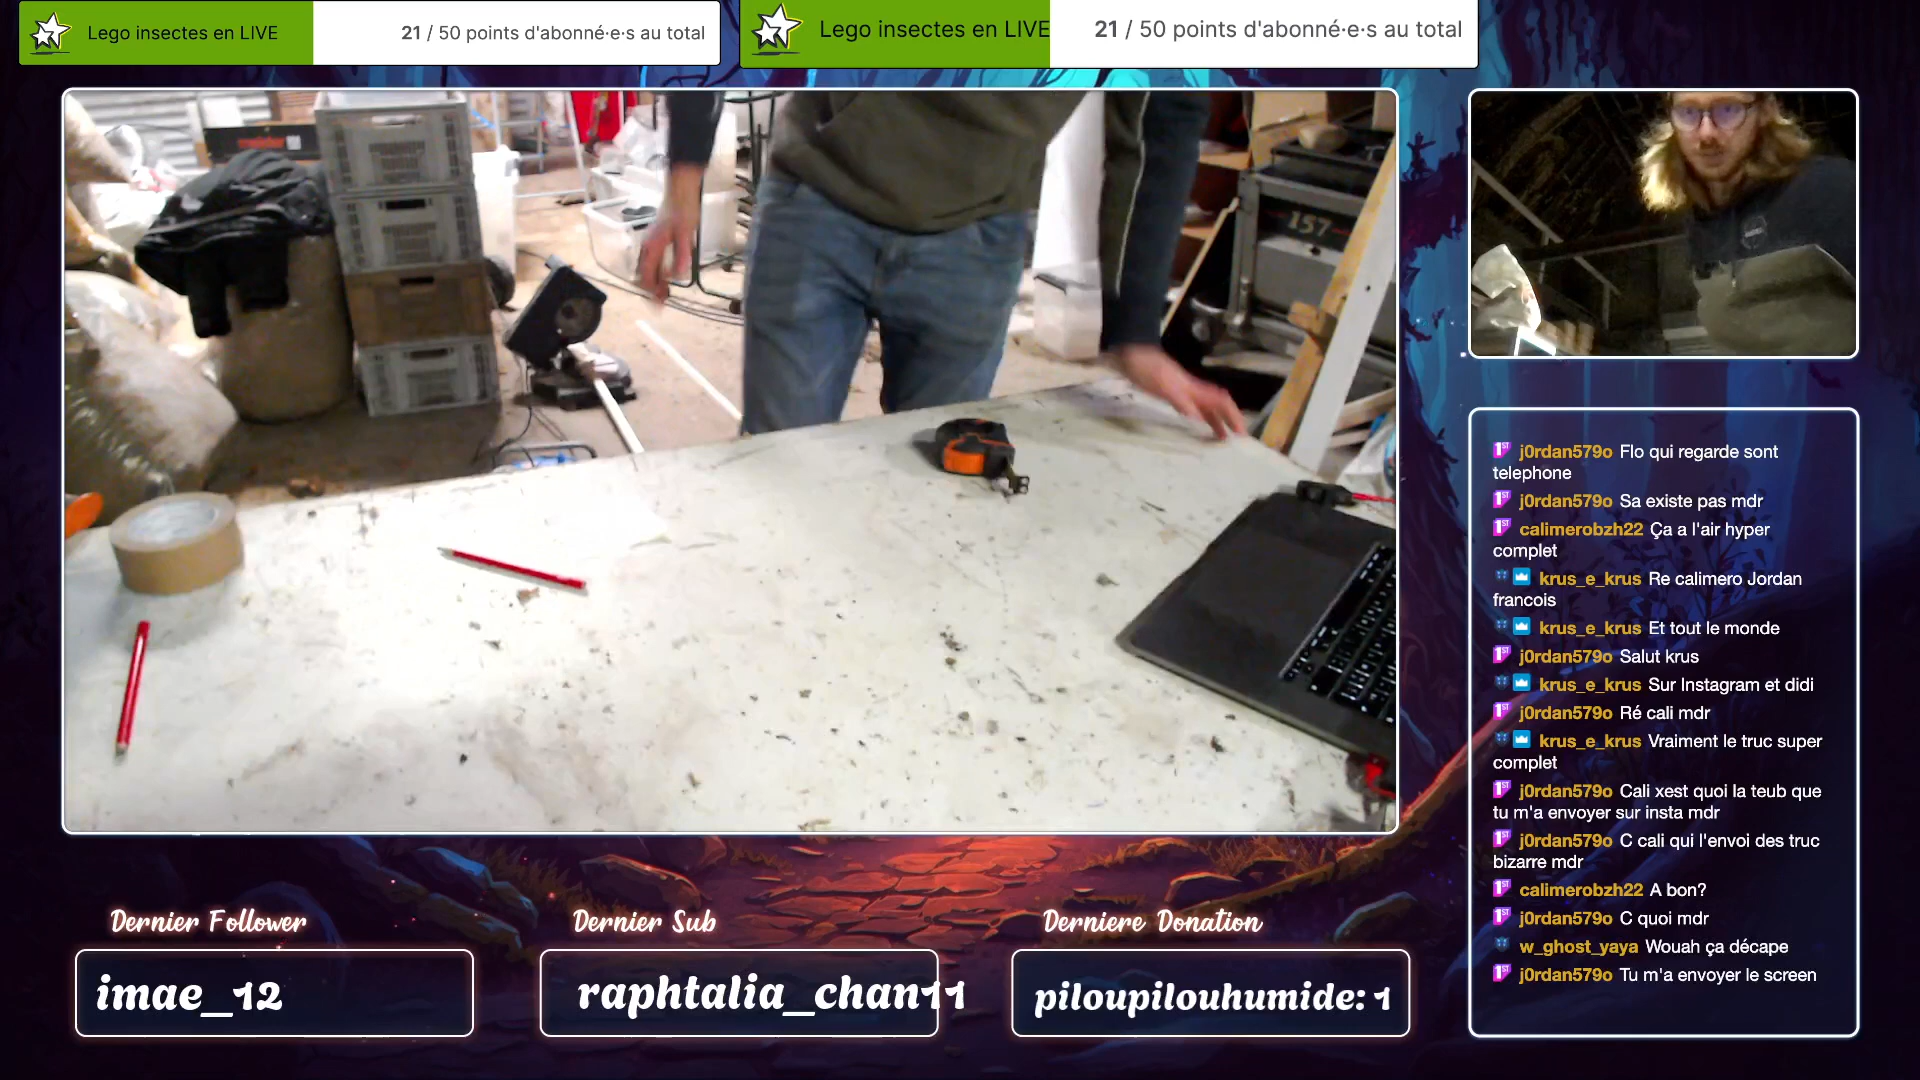 Lego insectes en LIVE
21 / 50 points d'abonné·e·s au total
Lego insectes en LIVE
21 / 50 points d'abonné·e·s au total
157
j0rdan579o Flo qui regarde sont
telephone
j0rdan579o Sa existe pas mdr
calimerobzh22 Ça a l'air hyper
complet
krus_e_krus Re calimero Jordan
francois
krus_e_krus Et tout le monde
j0rdan579o Salut krus
krus_e_krus Sur Instagram et didi
j0rdan579o Ré cali mdr
krus_e_krus Vraiment le truc super
complet
j0rdan579o Cali xest quoi la teub que
tu m'a envoyer sur insta mdr
j0rdan579o C cali qui l'envoi des truc
bizarre mdr
calimerobzh22 A bon?
j0rdan579o C quoi mdr
w_ghost_yaya Wouah ça décape
j0rdan579o Tu m'a envoyer le screen
Dernier Follower
imae_12
Dernier Sub
raphtalia_chan11
Derniere Donation
piloupilouhumide: 1